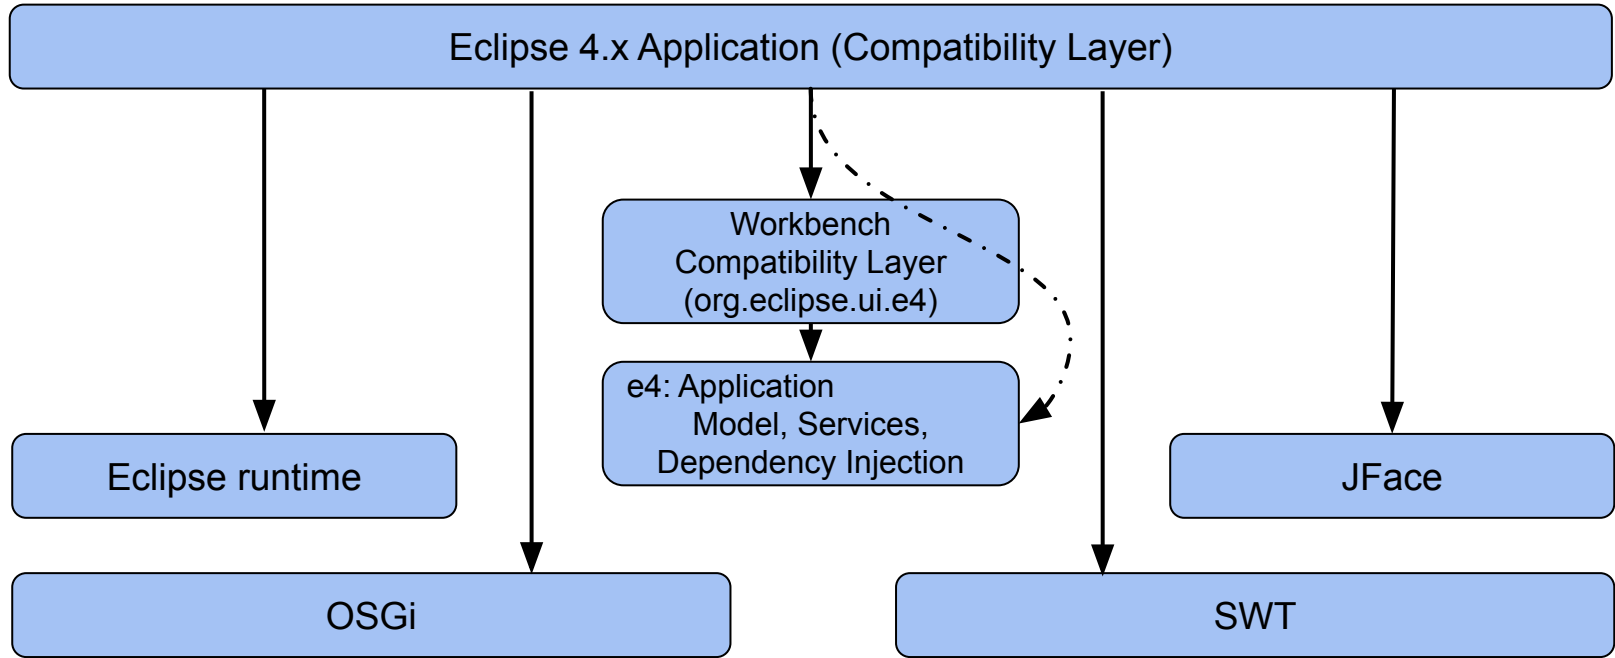 Eclipse 4.x Application (Compatibility Layer)
Workbench
Compatibility Layer
(org.eclipse.ui.e4)
e4: Application
Model, Services,
Dependency Injection
Eclipse runtime
JFace
OSGi
SWT